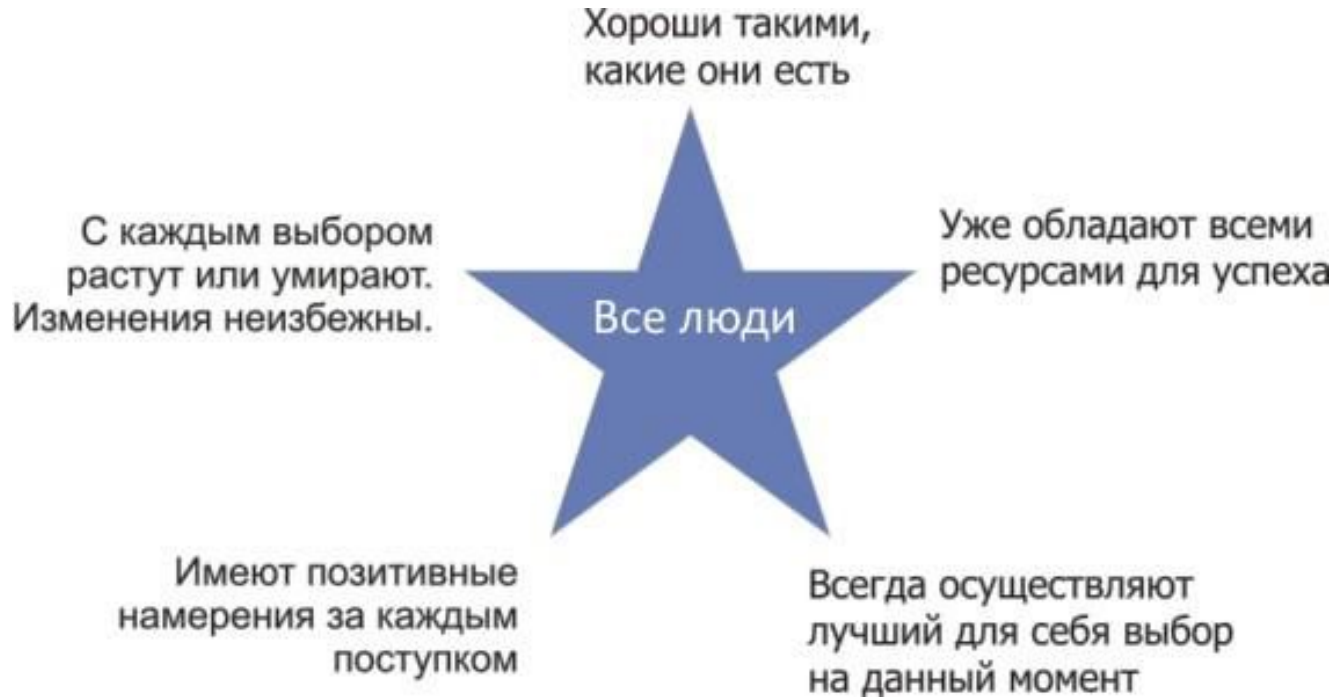 Хороши такими,
какие они есть
Уже обладают всеми
ресурсами для успеха
Всегда осуществляют
лучший для себя выбор
на данный момент
Имеют позитивные
намерения за каждым
поступком
С каждым выбором
растут или умирают.
Изменения неизбежны.
Все люди